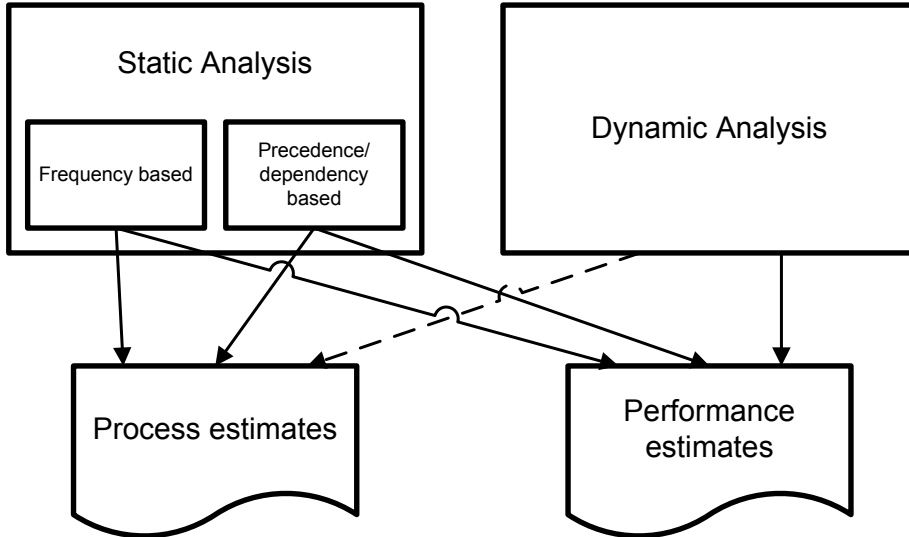 Static Analysis
Frequency based
Precedence/
dependency
based
Dynamic Analysis
Process estimates
Performance
estimates